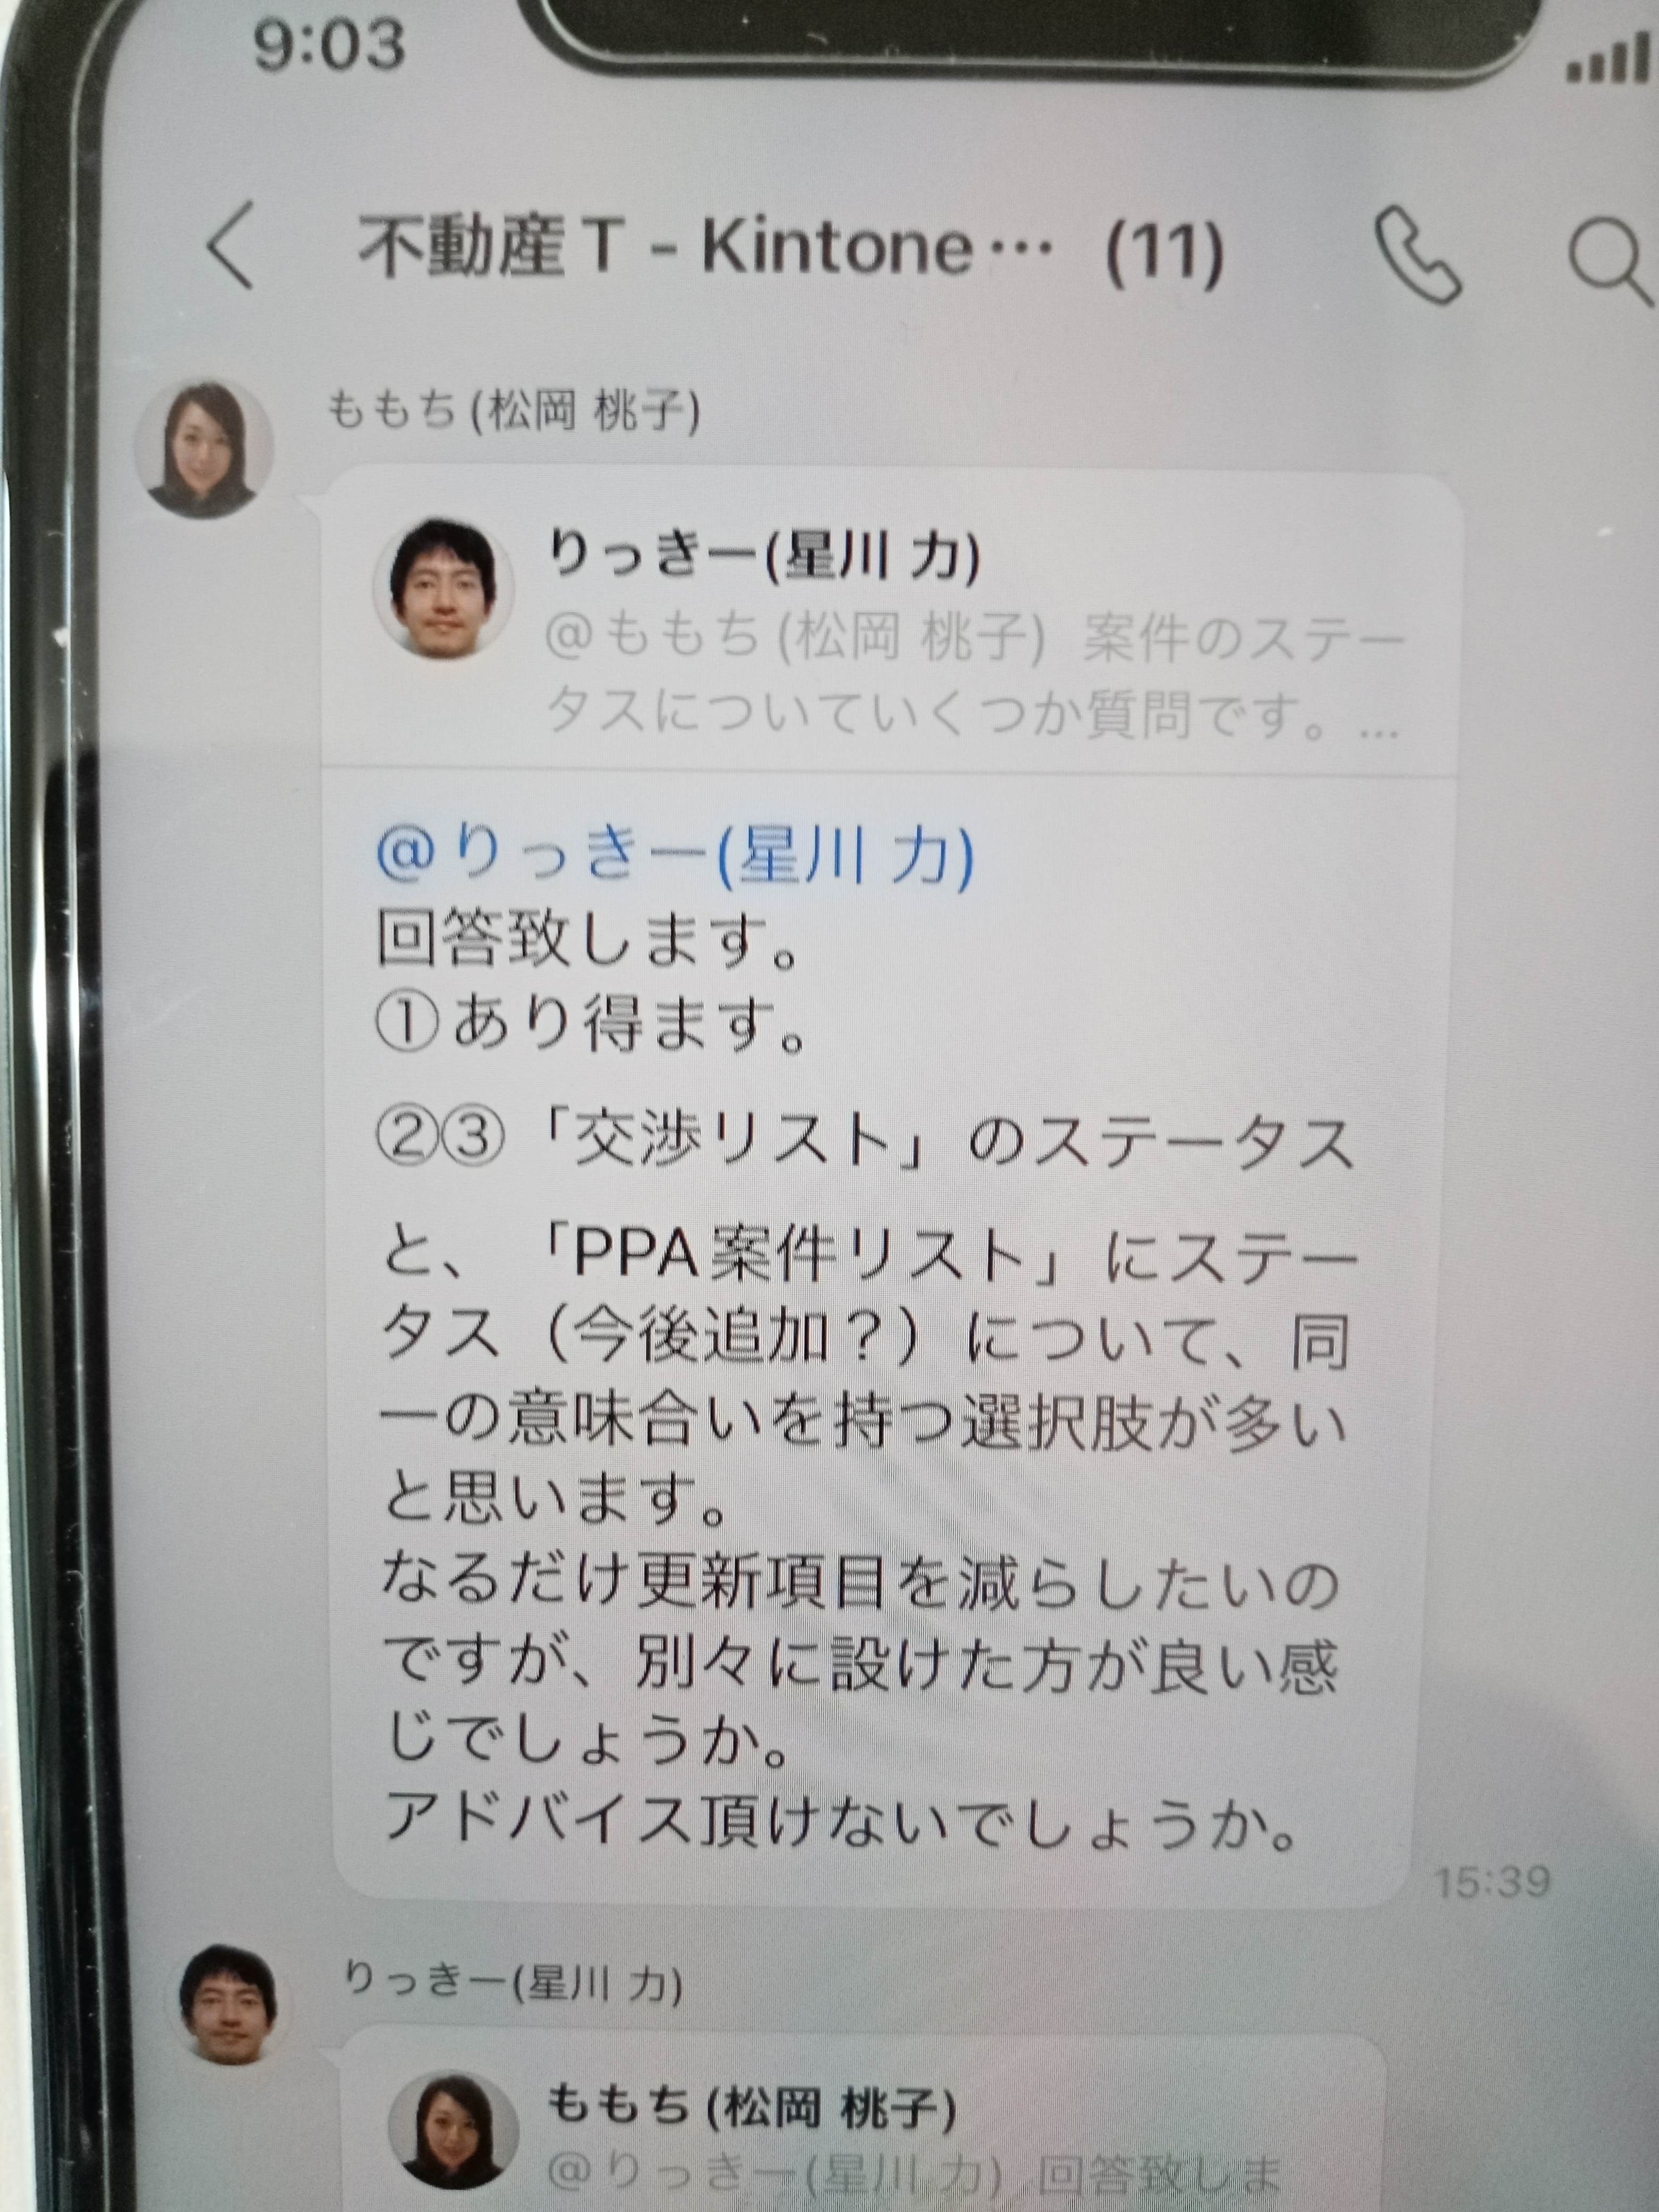 9:03
不動産T - Kintone… (11)
ももち(松岡 桃子)
りっきー(星川 力)
@ももち(松岡 桃子) 案件のステー
タスについていくつか質問です。...
@りっきー(星川 力)
回答致します。
①あり得ます。
②③「交渉リスト」のステータス
と、「PPA案件リスト」にステー
タス（今後追加？）について、同
一の意味合いを持つ選択肢が多い
と思います。
なるだけ更新項目を減らしたいの
ですが、別々に設けた方が良い感
じでしょうか。
アドバイス頂けないでしょうか。
15:39
りっきー(星川 力)
ももち(松岡 桃子)
@りっきー(星川 力) 回答致しま